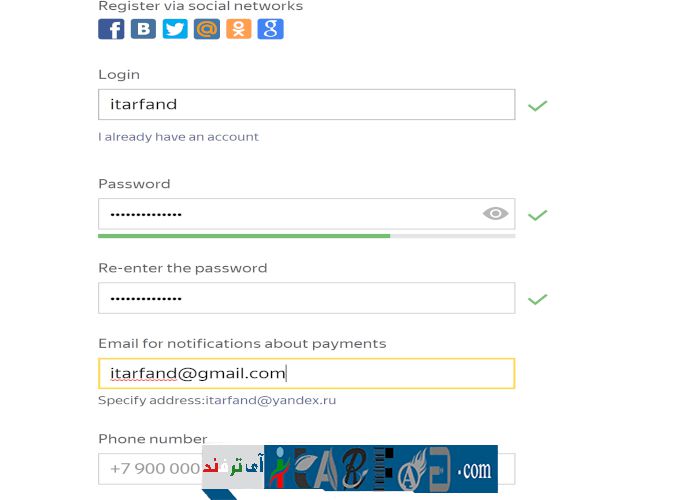 Register via social networks
Login
itarfand
I already have an account
Password
••••••••••••••
Re-enter the password
••••••••••••••
Email for notifications about payments
itarfand@gmail.com
Specify address:itarfand@yandex.ru
Phone number
+7 900 000
آی ترفند
ITARFAND.com